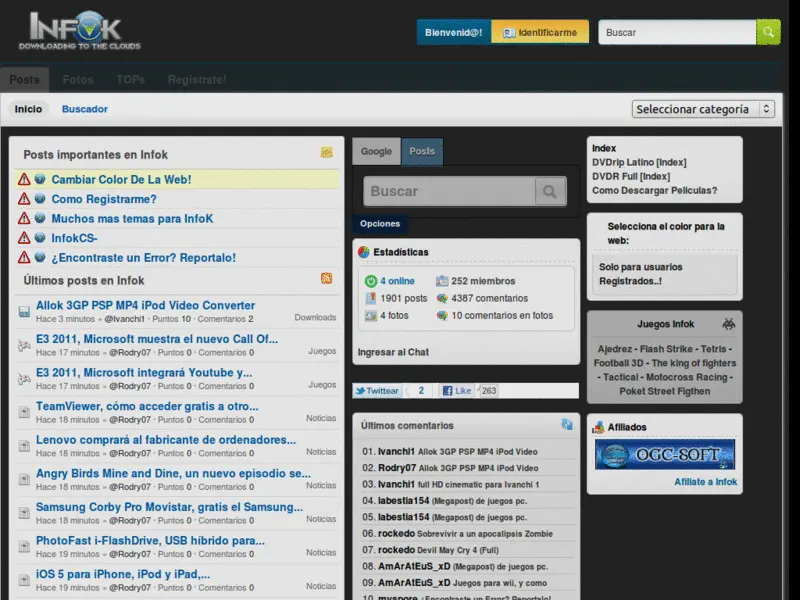 INFOK
DOWNLOADING TO THE CLOUDS
Bienvenid@!
Identificarme
Buscar
Posts
Fotos
TOPs
Registrate!
Inicio
Buscador
Seleccionar categoría
Posts importantes en Infok
Cambiar Color De La Web!
Como Registrarme?
Muchos mas temas para InfoK
InfokCS-
¿Encontraste un Error? Reportalo!
Últimos posts en Infok
Allok 3GP PSP MP4 iPod Video Converter
Hace 3 minutos » @Ivanchi1 · Puntos 10 · Comentarios 2
Downloads
E3 2011, Microsoft muestra el nuevo Call Of...
Hace 17 minutos » @Rodry07 · Puntos 0 · Comentarios 0
Juegos
E3 2011, Microsoft integrará Youtube y...
Hace 17 minutos » @Rodry07 · Puntos 0 · Comentarios 0
Juegos
TeamViewer, cómo acceder gratis a otro...
Hace 18 minutos » @Rodry07 · Puntos 0 · Comentarios 0
Noticias
Lenovo comprará al fabricante de ordenadores...
Hace 18 minutos » @Rodry07 · Puntos 0 · Comentarios 0
Noticias
Angry Birds Mine and Dine, un nuevo episodio se...
Hace 18 minutos » @Rodry07 · Puntos 0 · Comentarios 0
Noticias
Samsung Corby Pro Movistar, gratis el Samsung...
Hace 18 minutos » @Rodry07 · Puntos 0 · Comentarios 0
Noticias
PhotoFast i-FlashDrive, USB híbrido para...
Hace 19 minutos » @Rodry07 · Puntos 0 · Comentarios 0
Noticias
iOS 5 para iPhone, iPod y iPad,...
Hace 19 minutos » @Rodry07 · Puntos 0 · Comentarios 0
Noticias
Google
Posts
Buscar
Opciones
Estadísticas
4 online
252 miembros
1901 posts
4387 comentarios
4 fotos
10 comentarios en fotos
Ingresar al Chat
Twittear
2
Like
263
Últimos comentarios
01. Ivanchi1 Allok 3GP PSP MP4 iPod Video
02. Rodry07 Allok 3GP PSP MP4 iPod Video
03. Ivanchi1 full HD cinematic para Ivanchi 1
04. labestia154 (Megapost) de juegos pc.
05. labestia154 (Megapost) de juegos pc.
06. rockedo Sobrevivir a un apocalipsis Zombie
07. rockedo Devil May Cry 4 (Full)
08. AmArAtEuS_xD (Megapost) de juegos pc.
09. AmArAtEuS_xD Juegos para wii, y como
10. myspore ¿Encontraste un Error? Reportalo!
Index
DVDrip Latino [Index]
DVDR Full [Index]
Como Descargar Peliculas?
Selecciona el color para la
web:
Solo para usuarios
Registrados..!
Juegos Infok
Ajedrez - Flash Strike - Tetris -
Football 3D - The king of fighters
- Tactical - Motocross Racing -
Poket Street Figthen
Afiliados
OGC-SOFT
Afiliate a Infok